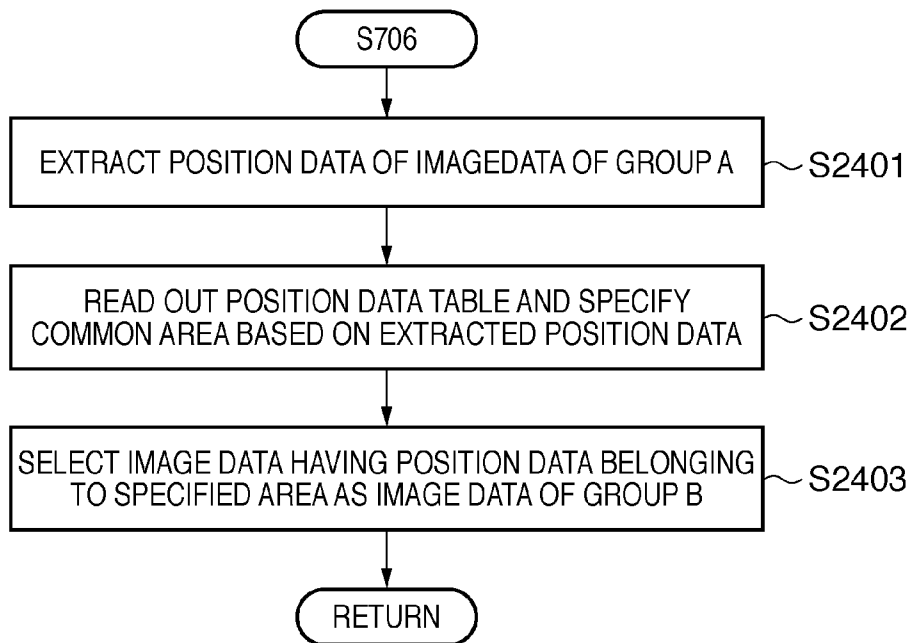 S706
EXTRACT POSITION DATA OF IMAGEDATA OF GROUP A
S2401
READ OUT POSITION DATA TABLE AND SPECIFY
COMMON AREA BASED ON EXTRACTED POSITION DATA
S2402
SELECT IMAGE DATA HAVING POSITION DATA BELONGING
TO SPECIFIED AREA AS IMAGE DATA OF GROUP B
S2403
RETURN